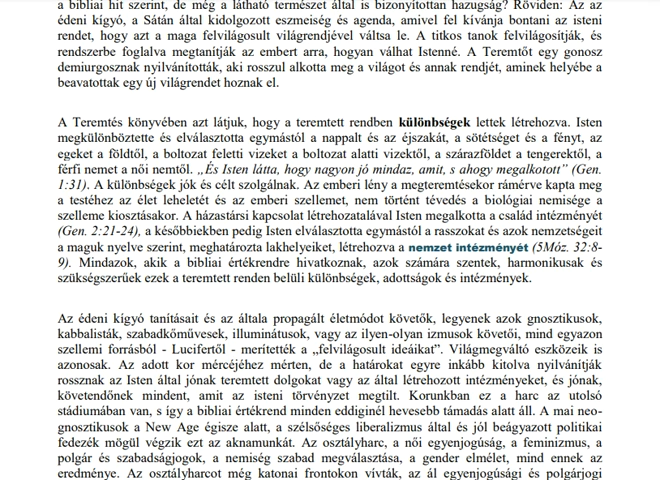 a bibliai hit szerint, de még a látható természet által is bizonyítottan hazugság? Röviden: Az az
édeni kígyó, a Sátán által kidolgozott eszmeiség és agenda, amivel fel kívánja bontani az isteni
rendet, hogy azt a maga felvilágosult világrendjével váltsa le. A titkos tanok felvilágosítják, és
rendszerbe foglalva megtanítják az embert arra, hogyan válhat Istenné. A Teremtőt egy gonosz
demiurgosznak nyilvánították, aki rosszul alkotta meg a világot és annak rendjét, aminek helyébe a
beavatottak egy új világrendet hoznak el.
A Teremtés könyvében azt látjuk, hogy a teremtett rendben különbségek lettek létrehozva. Isten
megkülönböztette és elválasztotta egymástól a nappalt és az éjszakát, a sötétséget és a fényt, az
egeket a földtől, a boltozat feletti vizeket a boltozat alatti vizektől, a szárazföldet a tengerektől, a
férfi nemet a női nemtől. „És Isten látta, hogy nagyon jó mindaz, amit, s ahogy megalkotott” (Gen.
1:31). A különbségek jók és célt szolgálnak. Az emberi lény a megteremtésekor rámérve kapta meg
a testéhez az élet leheletét és az emberi szellemet, nem történt tévedés a biológiai nemisége a
szelleme kiosztásakor. A házastársi kapcsolat létrehozatalával Isten megalkotta a család intézményét
(Gen. 2:21-24), a későbbiekben pedig Isten elválasztotta egymástól a rasszokat és azok nemzetségeit
a maguk nyelve szerint, meghatározta lakhelyeiket, létrehozva a nemzet intézményét (5Móz. 32:8-
9). Mindazok, akik a bibliai értékrendre hivatkoznak, azok számára szentek, harmonikusak és
szükségszerűek ezek a teremtett renden belüli különbségek, adottságok és intézmények.
Az édeni kígyó tanításait és az általa propagált életmódot követők, legyenek azok gnosztikusok,
kabbalisták, szabadkőművesek, illuminátusok, vagy az ilyen-olyan izmusok követői, mind egyazon
szellemi forrásból - Lucifertől - merítették a „felvilágosult ideáikat”. Világmegváltó eszközeik is
azonosak. Az adott kor mércéjéhez mérten, de a határokat egyre inkább kitolva nyilvánítják
rossznak az Isten által jónak teremtett dolgokat vagy az által létrehozott intézményeket, és jónak,
követendőnek mindent, amit az isteni törvényzet megtilt. Korunkban ez a harc az utolsó
stádiumában van, s így a bibliai értékrend minden eddiginél hevesebb támadás alatt áll. A mai neo-
gnosztikusok a New Age égisze alatt, a szélsőséges liberalizmus által és jól beágyazott politikai
fedezék mögül végzik ezt az aknamunkát. Az osztályharc, a női egyenjogúság, a feminizmus, a
polgár és szabadságjogok, a nemiség szabad megválasztása, a gender elmélet, mind ennek az
eredménye. Az osztályharcot még katonai frontokon vívták, az ál egyenjogúsági és polgárjogi